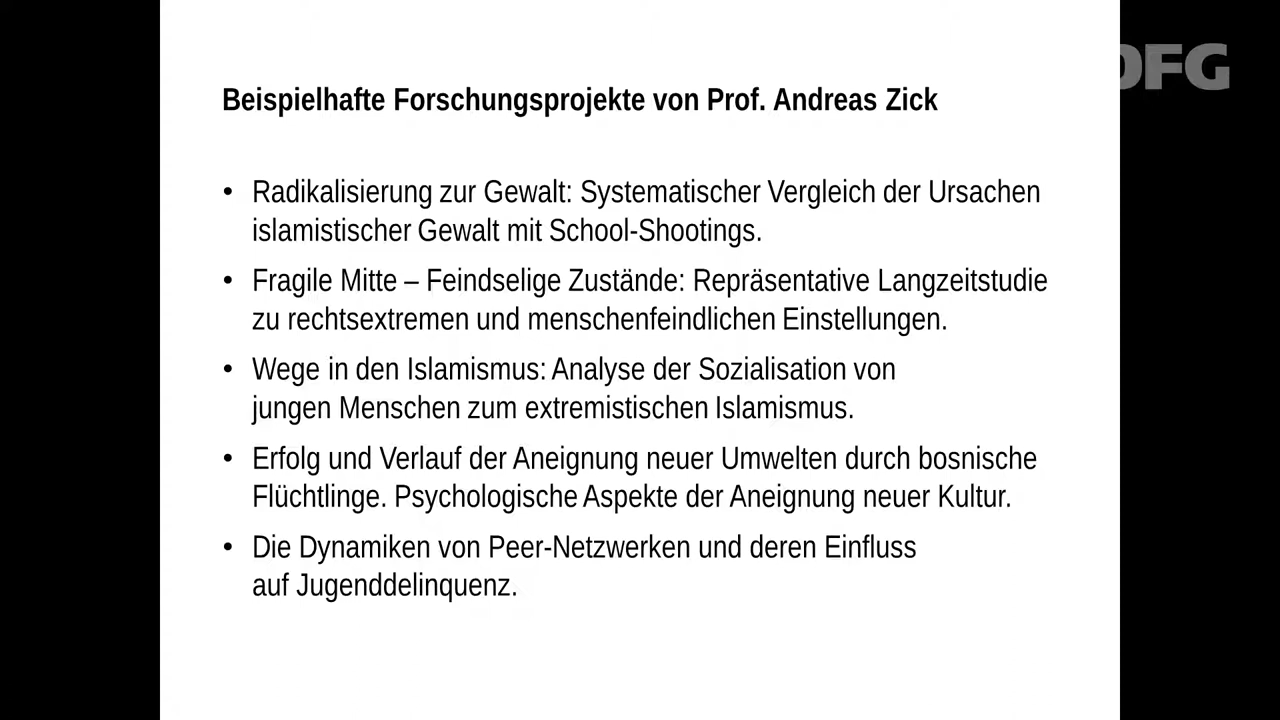 DFG
Beispielhafte Forschungsprojekte von Prof. Andreas Zick
• Radikalisierung zur Gewalt: Systematischer Vergleich der Ursachen
islamistischer Gewalt mit School-Shootings.
• Fragile Mitte – Feindselige Zustände: Repräsentative Langzeitstudie
zu rechtsextremen und menschenfeindlichen Einstellungen.
• Wege in den Islamismus: Analyse der Sozialisation von
jungen Menschen zum extremistischen Islamismus.
• Erfolg und Verlauf der Aneignung neuer Umwelten durch bosnische
Flüchtlinge. Psychologische Aspekte der Aneignung neuer Kultur.
• Die Dynamiken von Peer-Netzwerken und deren Einfluss
auf Jugenddelinquenz.